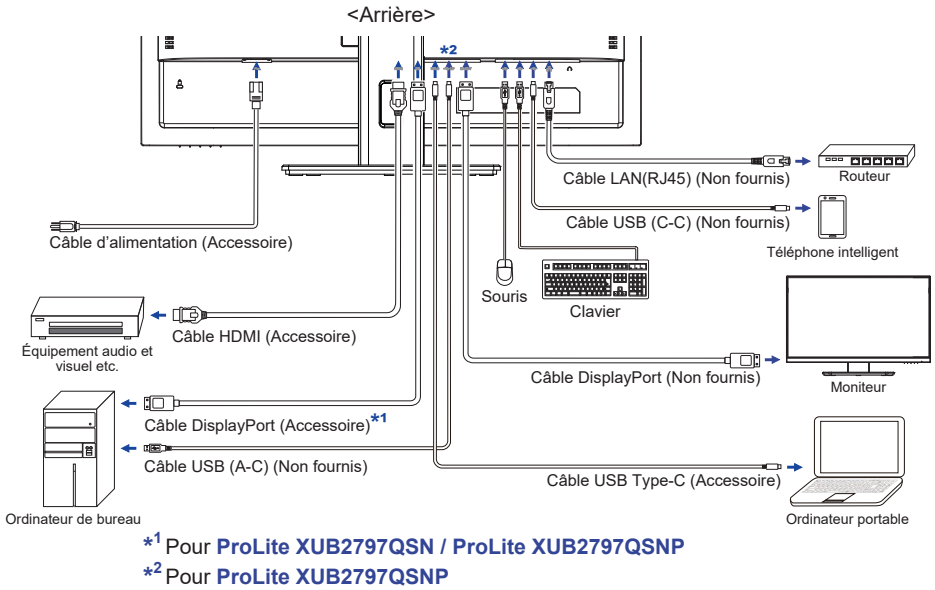 <Arrière>
*2
Câble LAN(RJ45) (Non fournis)
Routeur
Câble USB (C-C) (Non fournis)
Téléphone intelligent
Câble d'alimentation (Accessoire)
Souris
Clavier
Câble HDMI (Accessoire)
Équipement audio et
visuel etc.
Câble DisplayPort (Non fournis)
Moniteur
Câble DisplayPort (Accessoire)*1
Câble USB (A-C) (Non fournis)
Câble USB Type-C (Accessoire)
Ordinateur de bureau
Ordinateur portable
*1 Pour ProLite XUB2797QSN / ProLite XUB2797QSNP
*2 Pour ProLite XUB2797QSNP